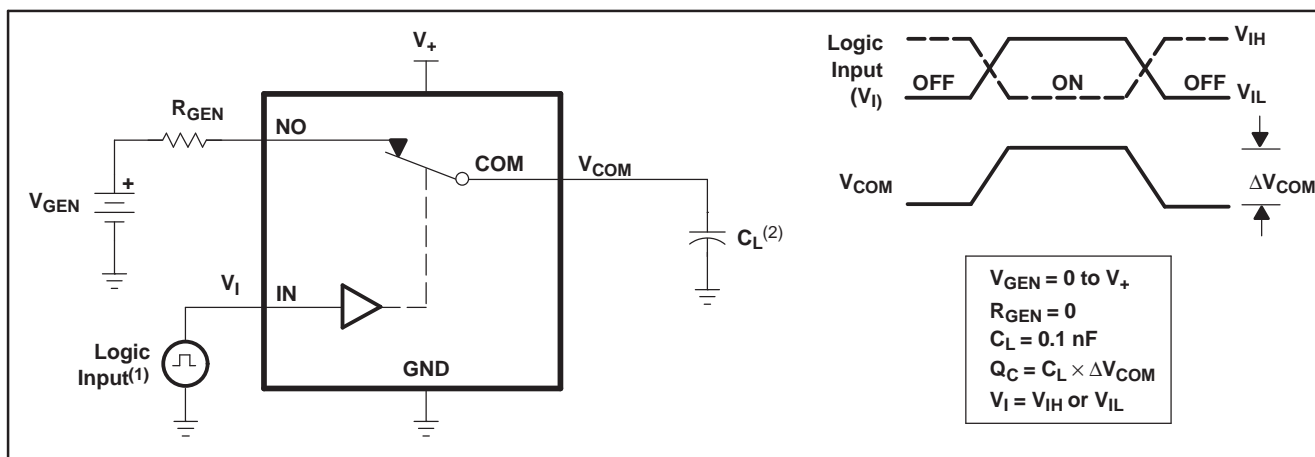 V+
RGEN
NO
COM
VCOM
VGEN
+
CL(2)
VI
IN
Logic
Input(1)
GND
Logic
Input
(VI)
OFF
ON
OFF
VIH
VIL
VCOM
ΔVCOM
VGEN = 0 to V+
RGEN = 0
CL = 0.1 nF
QC = CL × ΔVCOM
VI = VIH or VIL